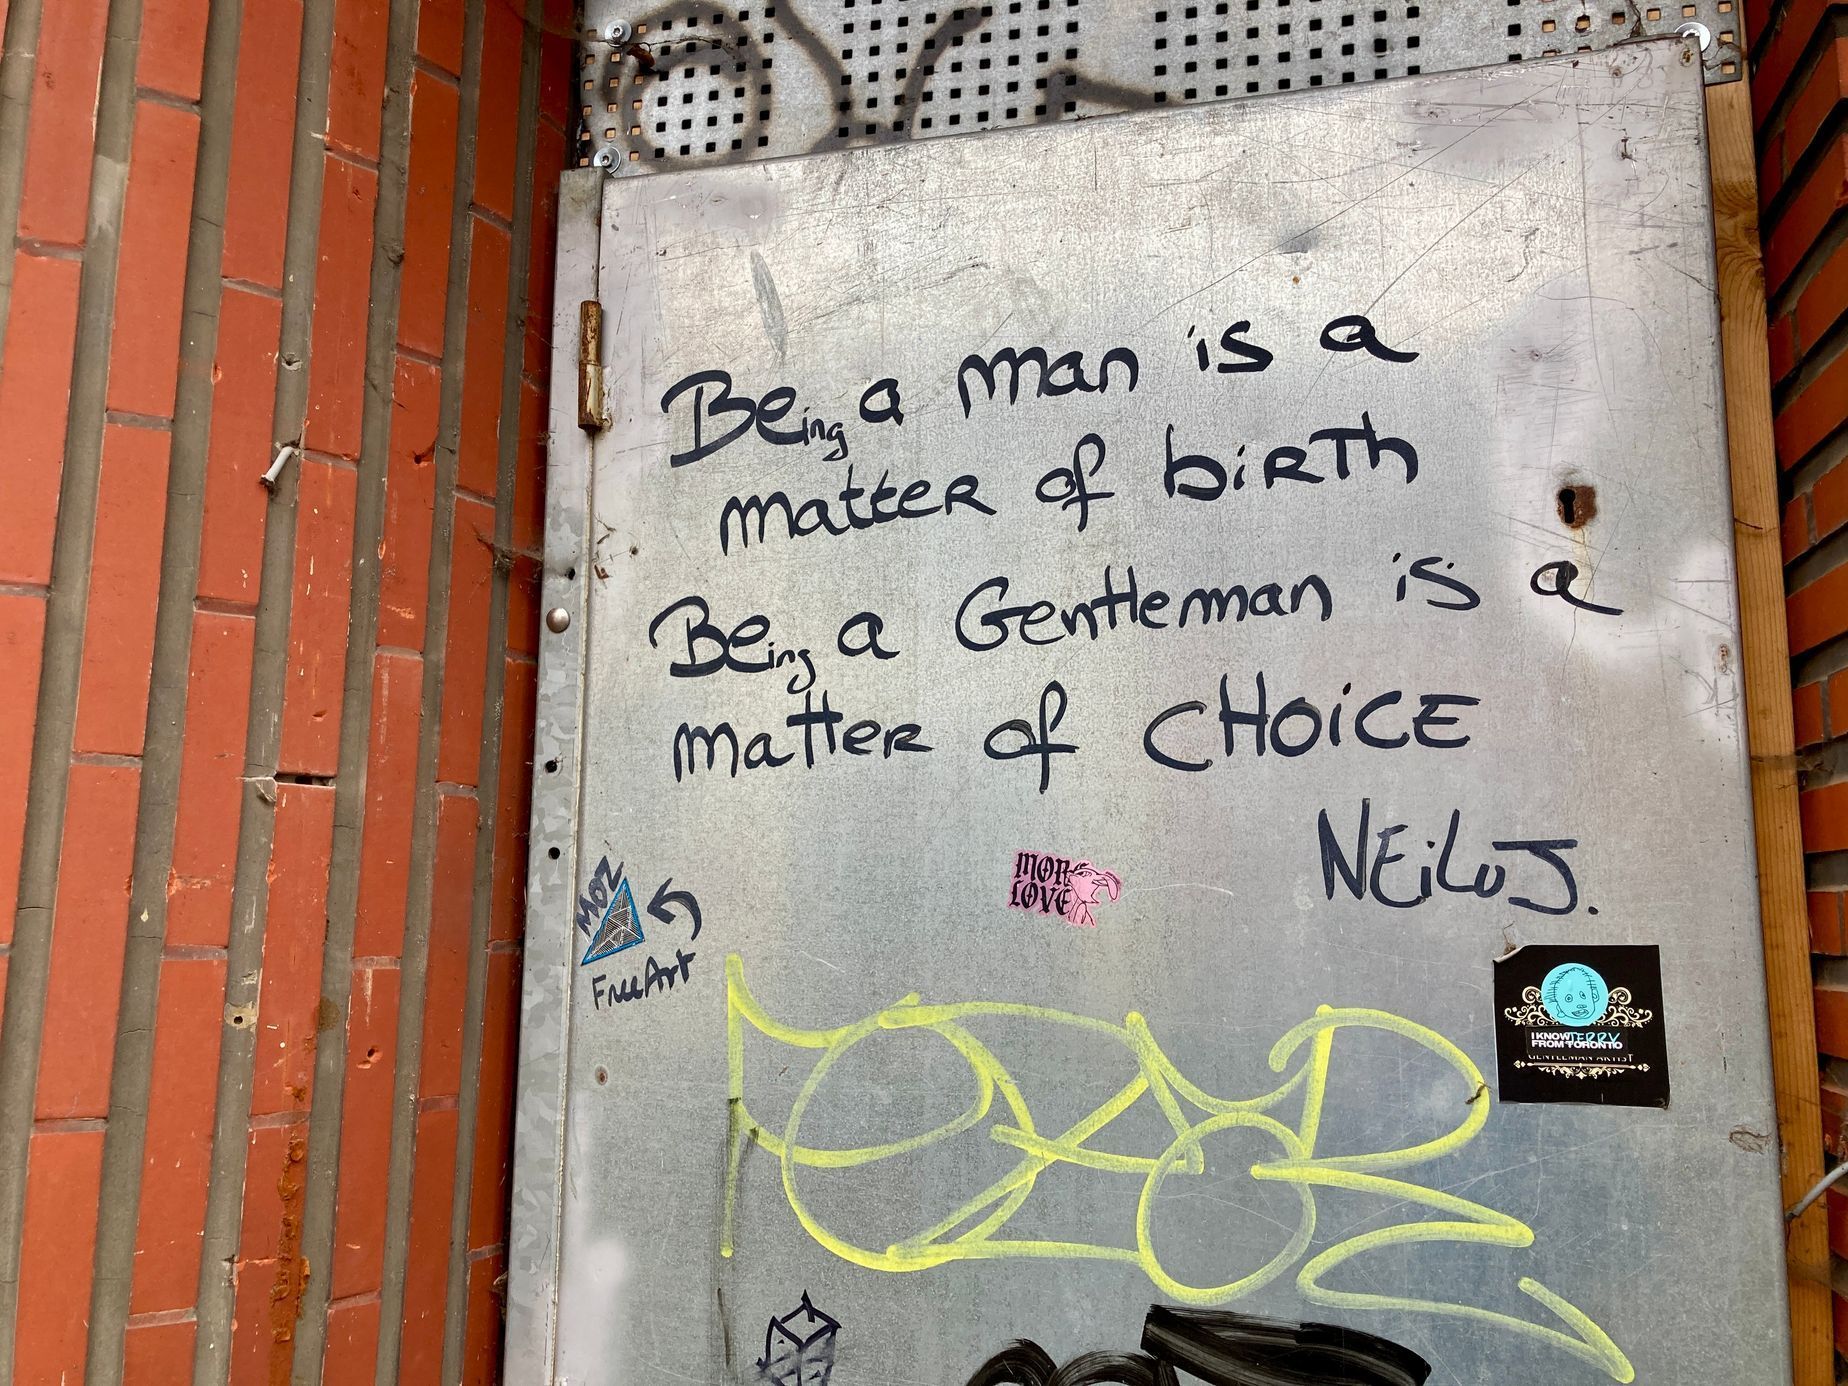 Being a man is a
matter of birth
Being a Gentleman is a
matter of CHOICE
NEiLuJ.
MOZ
FreeArt
MOR
LOVE
I KNOW JERRY
FROM TORONTO
GENTLEMAN ARTIST